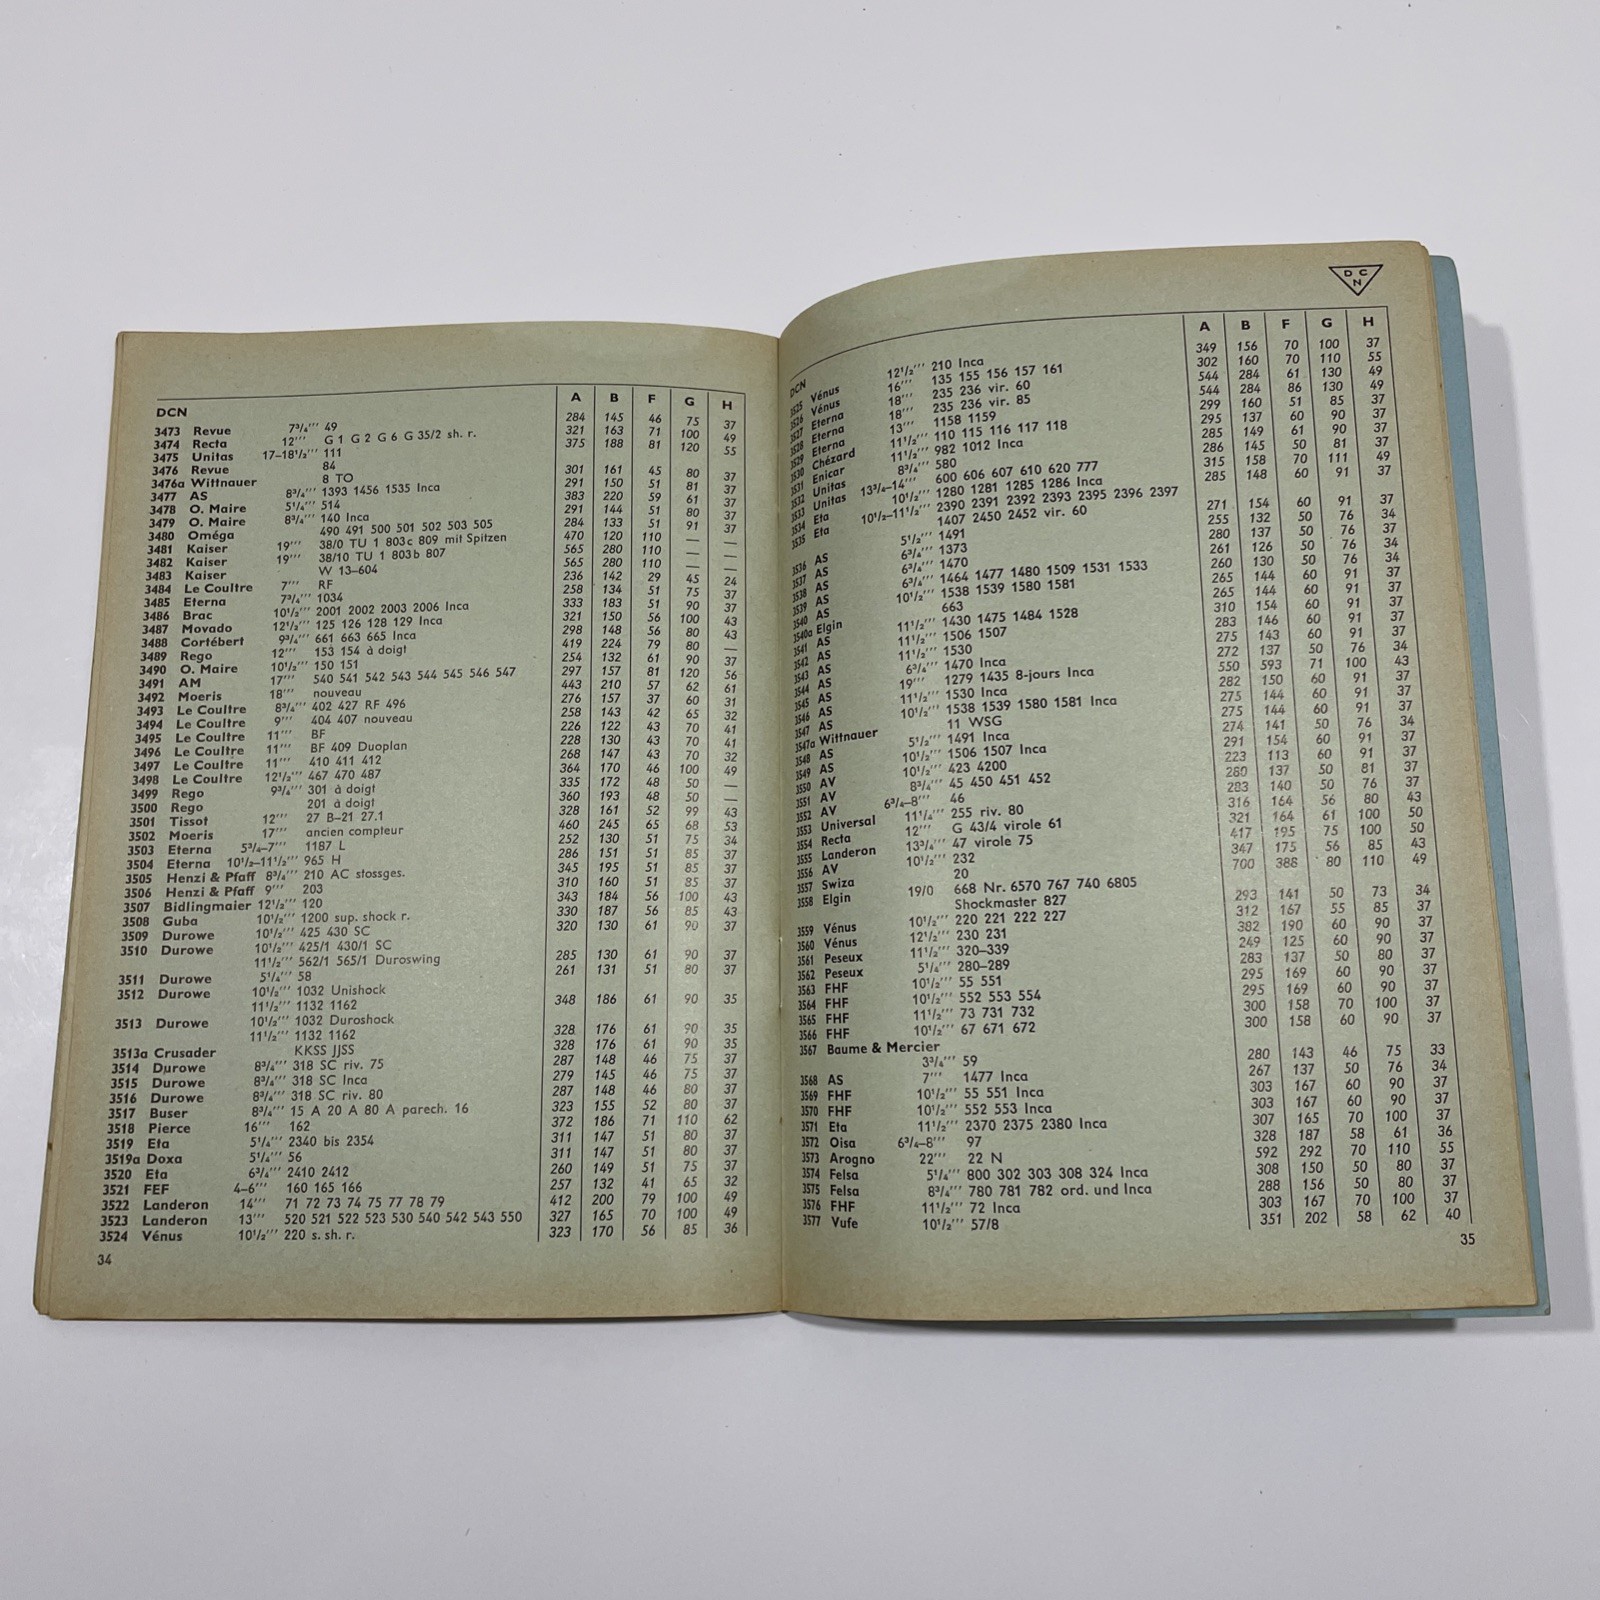 DCN
3473 Revue 7³/₄''' 49
3474 Recta 12''' G 1 G 2 G 6 G 35/2 sh. r.
3475 Unitas 17–18¹/₂''' 111
3476 Revue 84
3476a Wittnauer 8 TO
3477 AS 8³/₄''' 1393 1456 1535 Inca
3478 O. Maire 5¹/₄''' 514
3479 O. Maire 8³/₄''' 140 Inca
3480 Oméga 490 491 500 501 502 503 505
3481 Kaiser 19''' 38/0 TU 1 803c 809 mit Spitzen
3482 Kaiser 19''' 38/10 TU 1 803b 807
3483 Kaiser W 13–604
3484 Le Coultre 7''' RF
3485 Eterna 7³/₄''' 1034
3486 Brac 10¹/₂''' 2001 2002 2003 2006 Inca
3487 Movado 12¹/₂''' 125 126 128 129 Inca
3488 Cortébert 9³/₄''' 661 663 665 Inca
3489 Rego 12''' 153 154 à doigt
3490 O. Maire 10¹/₂''' 150 151
3491 AM 17''' 540 541 542 543 544 545 546 547
3492 Moeris 18''' nouveau
3493 Le Coultre 8³/₄''' 402 427 RF 496
3494 Le Coultre 9''' 404 407 nouveau
3495 Le Coultre 11''' BF
3496 Le Coultre 11''' BF 409 Duoplan
3497 Le Coultre 11''' 410 411 412
3498 Le Coultre 12¹/₂''' 467 470 487
3499 Rego 9³/₄''' 301 à doigt
3500 Rego 201 à doigt
3501 Tissot 12''' 27 B–21 27.1
3502 Moeris 17''' ancien compteur
3503 Eterna 5³/₄–7''' 1187 L
3504 Eterna 10¹/₂–11¹/₂''' 965 H
3505 Henzi & Pfaff 8³/₄''' 210 AC stossges.
3506 Henzi & Pfaff 9''' 203
3507 Bidlingmaier 12¹/₂''' 120
3508 Guba 10¹/₂''' 1200 sup. shock r.
3509 Durowe 10¹/₂''' 425 430 SC
3510 Durowe 10¹/₂''' 425/1 430/1 SC
11¹/₂''' 562/1 565/1 Duroswing
3511 Durowe 5¹/₄''' 58
3512 Durowe 10¹/₂''' 1032 Unishock
11¹/₂''' 1132 1162
3513 Durowe 10¹/₂''' 1032 Duroshock
11¹/₂''' 1132 1162
3513a Crusader KKSS JJSS
3514 Durowe 8³/₄''' 318 SC riv. 75
3515 Durowe 8³/₄''' 318 SC Inca
3516 Durowe 8³/₄''' 318 SC riv. 80
3517 Buser 8³/₄''' 15 A 20 A 80 A parech. 16
3518 Pierce 16''' 162
3519 Eta 5¹/₄''' 2340 bis 2354
3519a Doxa 5¹/₄''' 56
3520 Eta 6³/₄''' 2410 2412
3521 FEF 4–6''' 160 165 166
3522 Landeron 14''' 71 72 73 74 75 77 78 79
3523 Landeron 13''' 520 521 522 523 530 540 542 543 550
3524 Vénus 10¹/₂''' 220 s. sh. r.
34
A B F G H
284 145 46 75 37
321 163 71 100 49
375 188 81 120 55
301 161 45 80 37
291 150 51 81 37
383 220 59 61 37
291 144 51 80 37
284 133 51 91 37
470 120 110 — —
565 280 110 — —
565 280 110 — —
236 142 29 45 24
258 134 51 75 37
333 183 51 90 37
321 150 56 100 43
298 148 56 80 43
419 224 79 80 —
254 132 61 90 37
297 157 81 120 56
443 210 57 62 61
276 157 37 60 31
258 143 42 65 32
226 122 43 70 41
228 130 43 70 41
268 147 43 70 32
364 170 46 100 49
335 172 48 50 —
360 193 48 50 —
328 161 52 99 43
460 245 65 68 53
252 130 51 75 34
286 151 51 85 37
345 195 51 85 37
310 160 51 85 37
343 184 56 100 43
330 187 56 85 43
320 130 61 90 37
285 130 61 90 37
261 131 51 80 37
348 186 61 90 35
328 176 61 90 35
328 176 61 90 35
287 148 46 75 37
279 145 46 75 37
287 148 46 80 37
323 155 52 80 37
372 186 71 110 62
311 147 51 80 37
311 147 51 80 37
260 149 51 75 37
257 132 41 65 32
412 200 79 100 49
327 165 70 100 49
323 170 56 85 36
D C N
DCN
3525 Vénus 12¹/₂''' 210 Inca
3526 Vénus 16''' 135 155 156 157 161
3527 Eterna 18''' 235 236 vir. 60
3528 Eterna 18''' 235 236 vir. 85
3529 Eterna 13''' 1158 1159
3530 Chézard 11¹/₂''' 110 115 116 117 118
3531 Enicar 11¹/₂''' 982 1012 Inca
3532 Unitas 8³/₄''' 580
3533 Unitas 13³/₄–14''' 600 606 607 610 620 777
3534 Eta 10¹/₂''' 1280 1281 1285 1286 Inca
3535 Eta 10¹/₂–11¹/₂''' 2390 2391 2392 2393 2395 2396 2397
1407 2450 2452 vir. 60
3536 AS 5¹/₂''' 1491
3537 AS 6³/₄''' 1373
3538 AS 6³/₄''' 1470
3539 AS 10¹/₂''' 1464 1477 1480 1509 1531 1533
3540 AS 10¹/₂''' 1538 1539 1580 1581
3540a Elgin 663
3541 AS 11¹/₂''' 1430 1475 1484 1528
3542 AS 11¹/₂''' 1506 1507
3543 AS 11¹/₂''' 1530
3544 AS 6³/₄''' 1470 Inca
3545 AS 19''' 1279 1435 8-jours Inca
3546 AS 11¹/₂''' 1530 Inca
3547 AS 10¹/₂''' 1538 1539 1580 1581 Inca
3547a Wittnauer 11 WSG
3548 AS 5¹/₂''' 1491 Inca
3549 AS 10¹/₂''' 1506 1507 Inca
3550 AV 10¹/₂''' 423 4200
3551 AV 8³/₄''' 45 450 451 452
3552 AV 6³/₄–8''' 46
3553 Universal 11¹/₄''' 255 riv. 80
3554 Recta 12''' G 43/4 virole 61
3555 Landeron 13³/₄''' 47 virole 75
3556 AV 10¹/₂''' 232
3557 Swiza 20
3558 Elgin 19/0 668 Nr. 6570 767 740 6805
Shockmaster 827
3559 Vénus 10¹/₂''' 220 221 222 227
3560 Vénus 12¹/₂''' 230 231
3561 Peseux 11¹/₂''' 320–339
3562 Peseux 5¹/₄''' 280–289
3563 FHF 10¹/₂''' 55 551
3564 FHF 10¹/₂''' 552 553 554
3565 FHF 11¹/₂''' 73 731 732
3566 FHF 10¹/₂''' 67 671 672
3567 Baume & Mercier
3³/₄''' 59
3568 AS 7''' 1477 Inca
3569 FHF 10¹/₂''' 55 551 Inca
3570 FHF 10¹/₂''' 552 553 Inca
3571 Eta 11¹/₂''' 2370 2375 2380 Inca
3572 Oisa 6³/₄–8''' 97
3573 Arogno 22''' 22 N
3574 Felsa 5¹/₄''' 800 302 303 308 324 Inca
3575 Felsa 8³/₄''' 780 781 782 ord. und Inca
3576 FHF 11¹/₂''' 72 Inca
3577 Vufe 10¹/₂''' 57/8
A B F G H
349 156 70 100 37
302 160 70 110 55
544 284 61 130 49
544 284 86 130 49
299 160 51 85 37
295 137 60 90 37
285 149 61 90 37
286 145 50 81 37
315 158 70 111 49
285 148 60 91 37
271 154 60 91 37
255 132 50 76 34
280 137 50 91 37
261 126 50 76 34
260 130 50 76 34
265 144 60 91 37
265 144 60 91 37
310 154 60 91 37
283 146 60 91 37
275 143 60 91 37
272 137 50 76 34
550 593 71 100 43
282 150 60 91 37
275 144 60 91 37
275 144 60 91 37
274 141 50 76 34
291 154 60 91 37
223 113 60 91 37
280 137 50 81 37
283 140 50 76 37
316 164 56 80 43
321 164 61 100 50
417 195 75 100 50
347 175 56 85 43
700 388 80 110 49
293 141 50 73 34
312 167 55 85 37
382 190 60 90 37
249 125 60 90 37
283 137 50 80 37
295 169 60 90 37
295 169 60 90 37
300 158 70 100 37
300 158 60 90 37
280 143 46 75 33
267 137 50 76 34
303 167 60 90 37
303 167 60 90 37
307 165 70 100 37
328 187 58 61 36
592 292 70 110 55
308 150 50 80 37
288 156 50 80 37
303 167 70 100 37
351 202 58 62 40
35